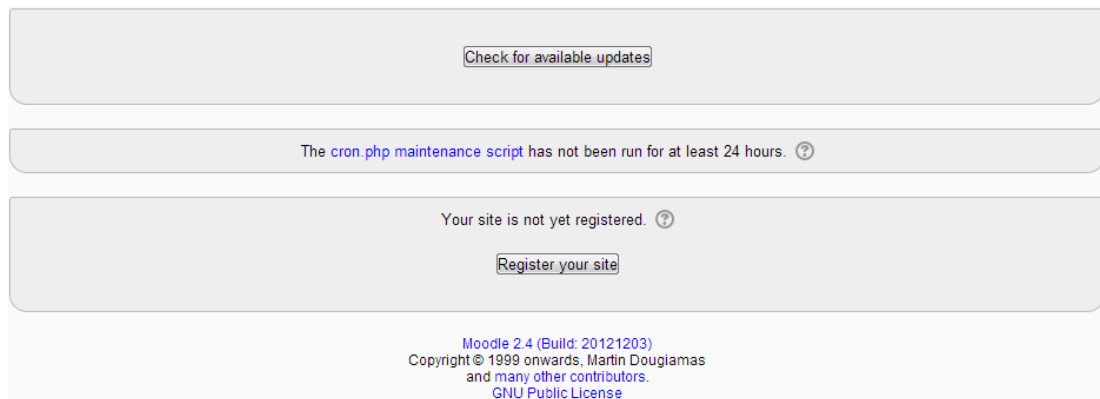 Check for available updates
The cron.php maintenance script has not been run for at least 24 hours.
Your site is not yet registered.
Register your site
Moodle 2.4 (Build: 20121203)
Copyright © 1999 onwards, Martin Dougiamas
and many other contributors.
GNU Public License